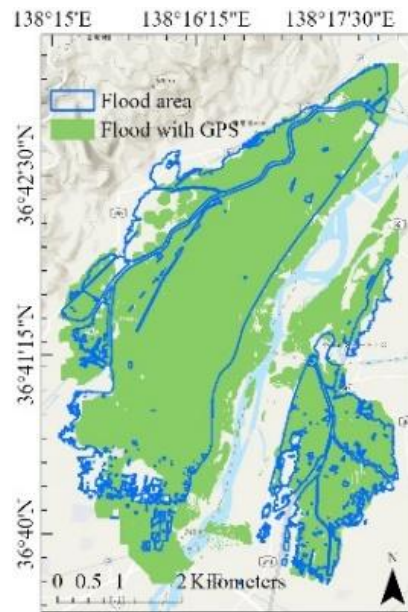 138°15'E 138°16'15"E 138°17'30"E
Flood area
Flood with GPS
36°42'30"N
36°41'15"N
36°40'N
N
0 0.5 1 2 Kilometers